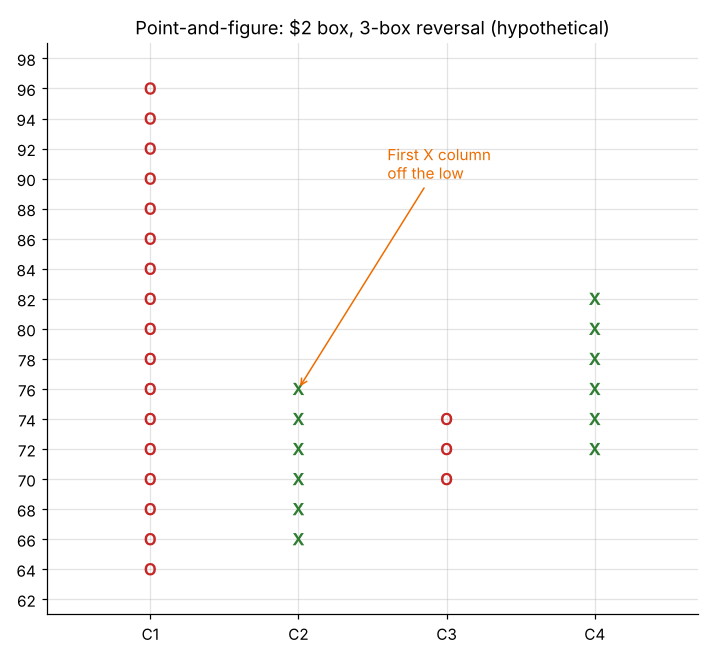 Point-and-figure: $2 box, 3-box reversal (hypothetical)
98
96 O
94 O
92 O
First X column
off the low
90 O
88 O
86 O
84 O
82 O X
80 O X
78 O X
76 O X X
74 O X O X
72 O X O X
70 O X O
68 O X
66 O X
64 O
62
C1 C2 C3 C4